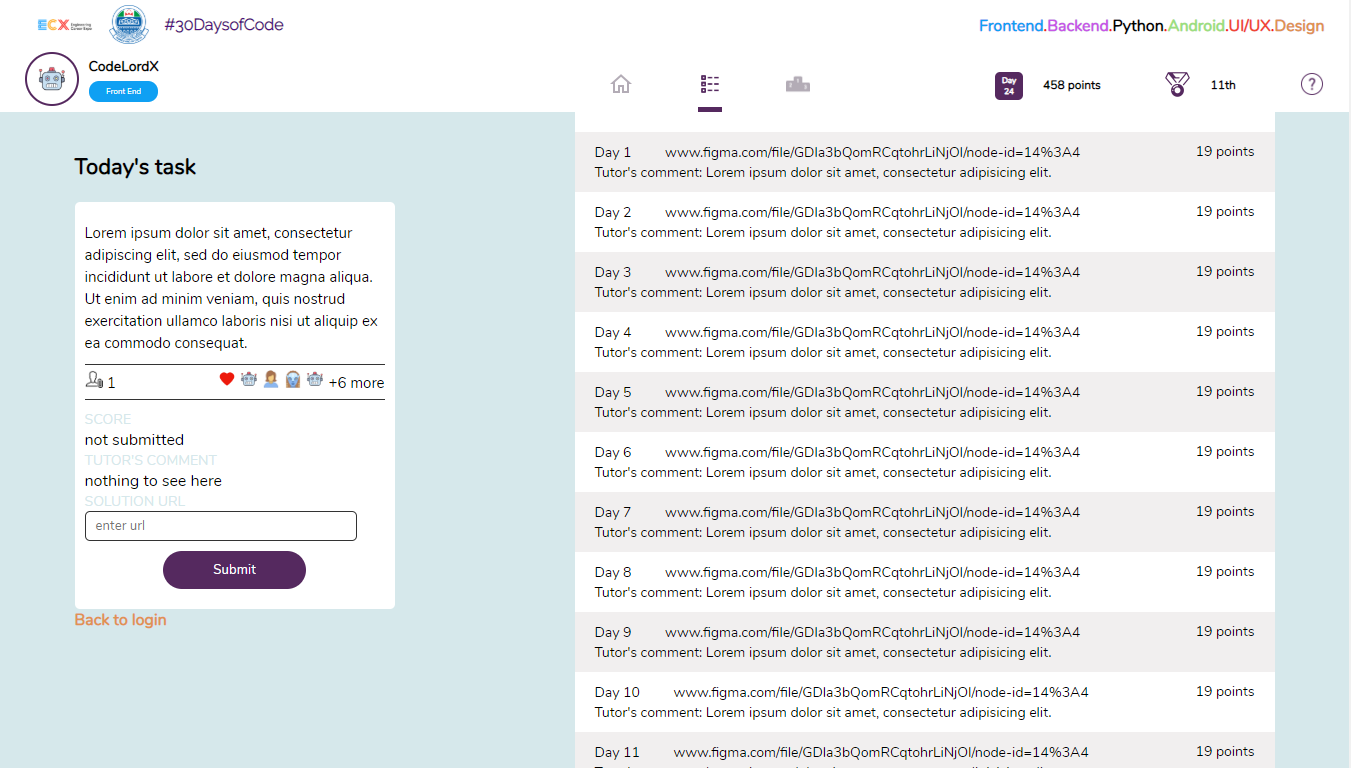 ECX Engineering Career Expo #30DaysofCode Frontend.Backend.Python.Android.UI/UX.Design
CodeLordX
Front End
Day 24
458 points
11th
?
Today's task
Lorem ipsum dolor sit amet, consectetur
adipiscing elit, sed do eiusmod tempor
incididunt ut labore et dolore magna aliqua.
Ut enim ad minim veniam, quis nostrud
exercitation ullamco laboris nisi ut aliquip ex
ea commodo consequat.
1 +6 more
SCORE
not submitted
TUTOR'S COMMENT
nothing to see here
SOLUTION URL
enter url
Submit
Back to login
Day 1 www.figma.com/file/GDIa3bQomRCqtohrLiNjOl/node-id=14%3A4 19 points
Tutor's comment: Lorem ipsum dolor sit amet, consectetur adipisicing elit.
Day 2 www.figma.com/file/GDIa3bQomRCqtohrLiNjOl/node-id=14%3A4 19 points
Tutor's comment: Lorem ipsum dolor sit amet, consectetur adipisicing elit.
Day 3 www.figma.com/file/GDIa3bQomRCqtohrLiNjOl/node-id=14%3A4 19 points
Tutor's comment: Lorem ipsum dolor sit amet, consectetur adipisicing elit.
Day 4 www.figma.com/file/GDIa3bQomRCqtohrLiNjOl/node-id=14%3A4 19 points
Tutor's comment: Lorem ipsum dolor sit amet, consectetur adipisicing elit.
Day 5 www.figma.com/file/GDIa3bQomRCqtohrLiNjOl/node-id=14%3A4 19 points
Tutor's comment: Lorem ipsum dolor sit amet, consectetur adipisicing elit.
Day 6 www.figma.com/file/GDIa3bQomRCqtohrLiNjOl/node-id=14%3A4 19 points
Tutor's comment: Lorem ipsum dolor sit amet, consectetur adipisicing elit.
Day 7 www.figma.com/file/GDIa3bQomRCqtohrLiNjOl/node-id=14%3A4 19 points
Tutor's comment: Lorem ipsum dolor sit amet, consectetur adipisicing elit.
Day 8 www.figma.com/file/GDIa3bQomRCqtohrLiNjOl/node-id=14%3A4 19 points
Tutor's comment: Lorem ipsum dolor sit amet, consectetur adipisicing elit.
Day 9 www.figma.com/file/GDIa3bQomRCqtohrLiNjOl/node-id=14%3A4 19 points
Tutor's comment: Lorem ipsum dolor sit amet, consectetur adipisicing elit.
Day 10 www.figma.com/file/GDIa3bQomRCqtohrLiNjOl/node-id=14%3A4 19 points
Tutor's comment: Lorem ipsum dolor sit amet, consectetur adipisicing elit.
Day 11 www.figma.com/file/GDIa3bQomRCqtohrLiNjOl/node-id=14%3A4 19 points